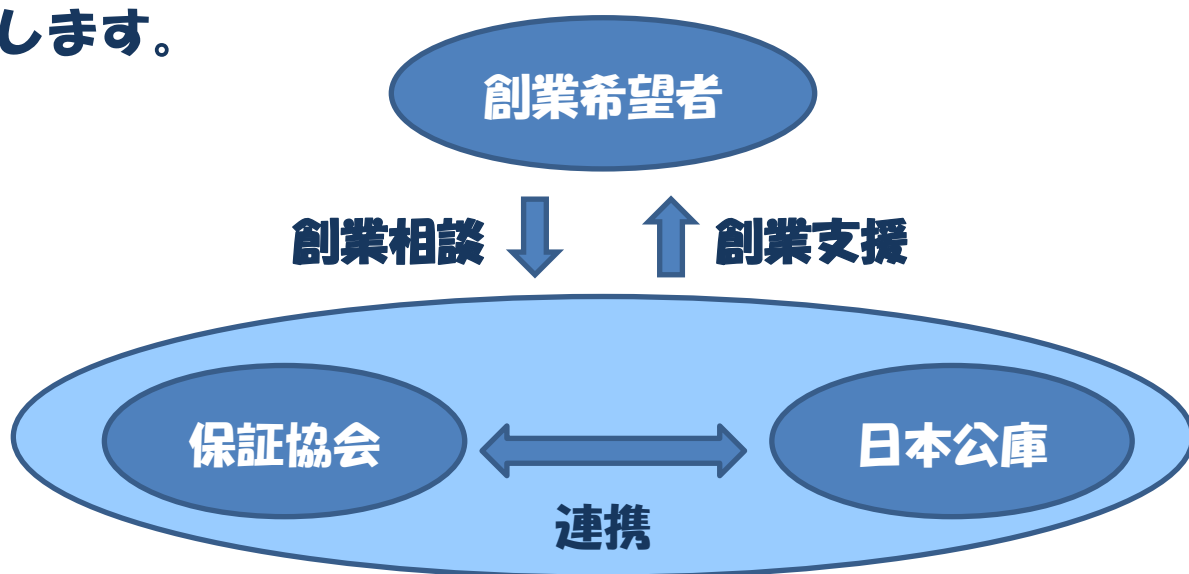 します。
創業希望者
創業相談 創業支援
保証協会 日本公庫
連携